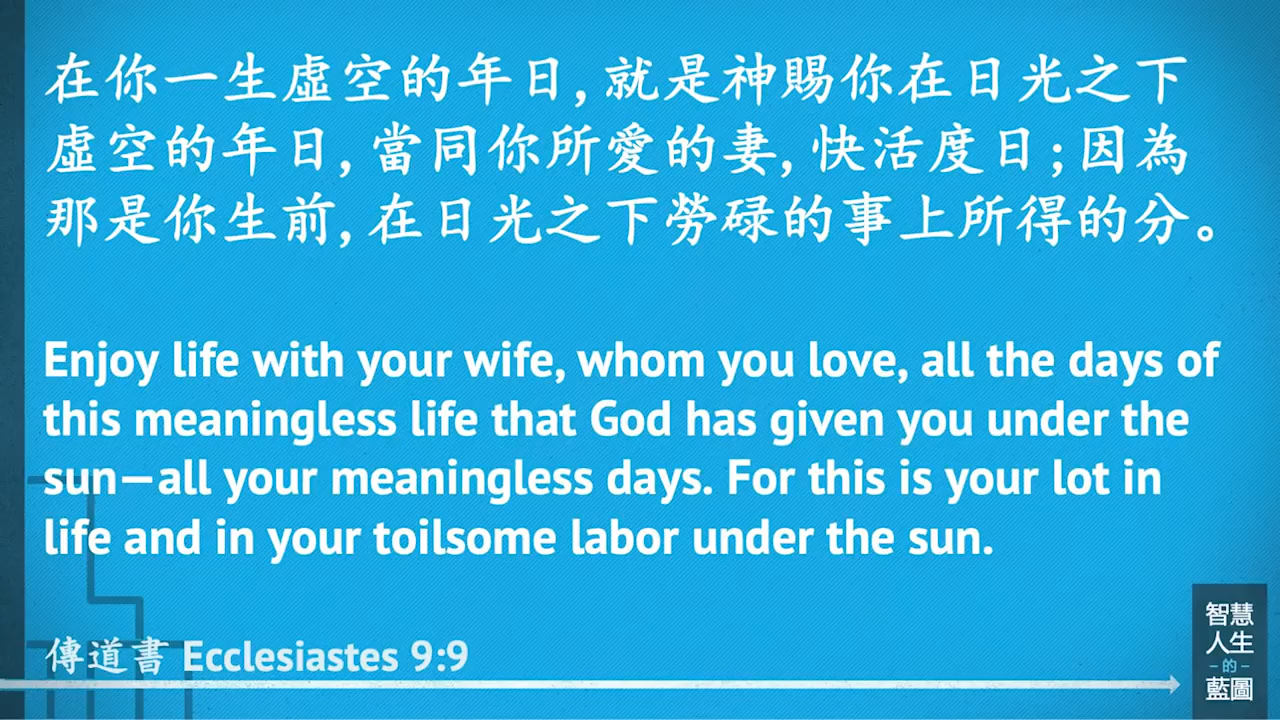 在你一生虛空的年日,就是神賜你在日光之下
虛空的年日,當同你所愛的妻,快活度日;因為
那是你生前,在日光之下勞碌的事上所得的分。
Enjoy life with your wife, whom you love, all the days of
this meaningless life that God has given you under the
sun—all your meaningless days. For this is your lot in
life and in your toilsome labor under the sun.
傳道書 Ecclesiastes 9:9
智慧
人生
–的–
藍圖